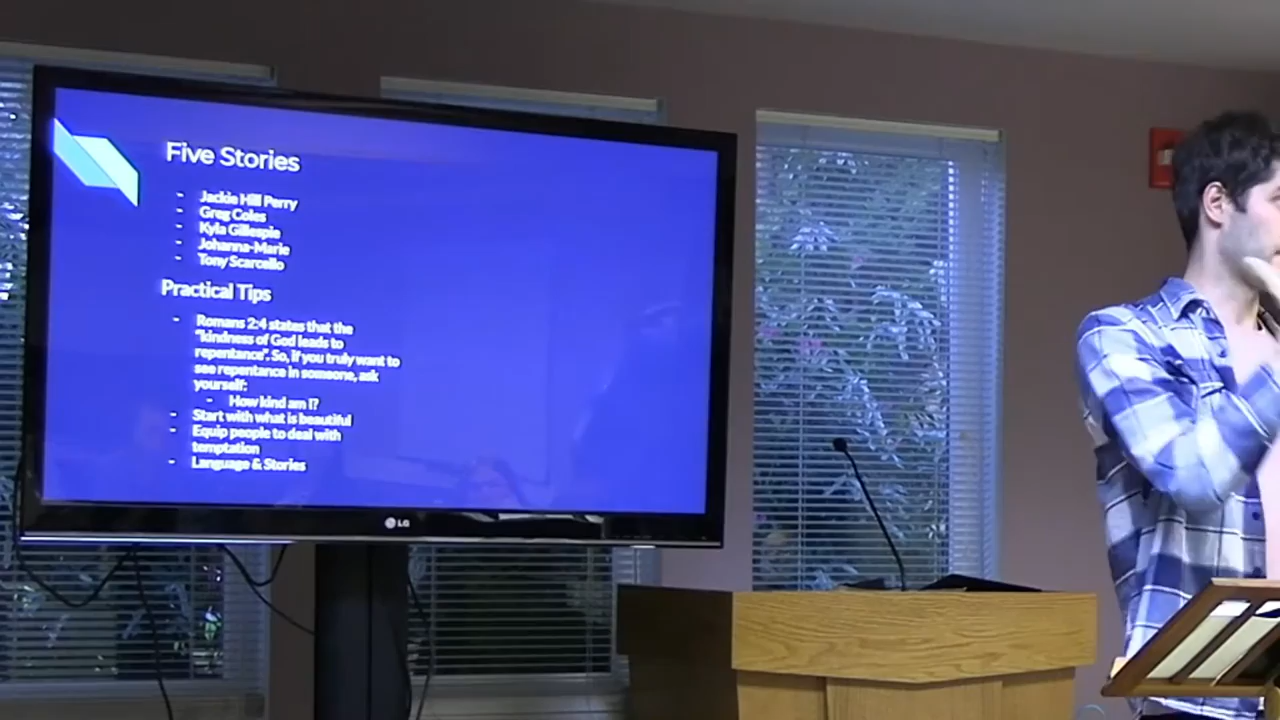 Five Stories
- Jackie Hill Perry
- Greg Coles
- Kyla Gillespie
- Johanna-Marie
- Tony Scarcello
Practical Tips
- Romans 2:4 states that the
"kindness of God leads to
repentance". So, if you truly want to
see repentance in someone, ask
yourself:
- How kind am I?
- Start with what is beautiful
- Equip people to deal with
temptation
- Language & Stories
LG